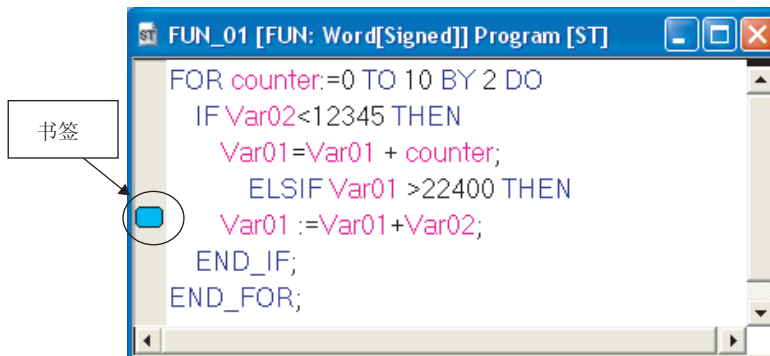 ST FUN_01 [FUN: Word[Signed]] Program [ST]
FOR counter:=0 TO 10 BY 2 DO
IF Var02<12345 THEN
书签
Var01=Var01 + counter;
ELSIF Var01 >22400 THEN
Var01 :=Var01+Var02;
END_IF;
END_FOR;